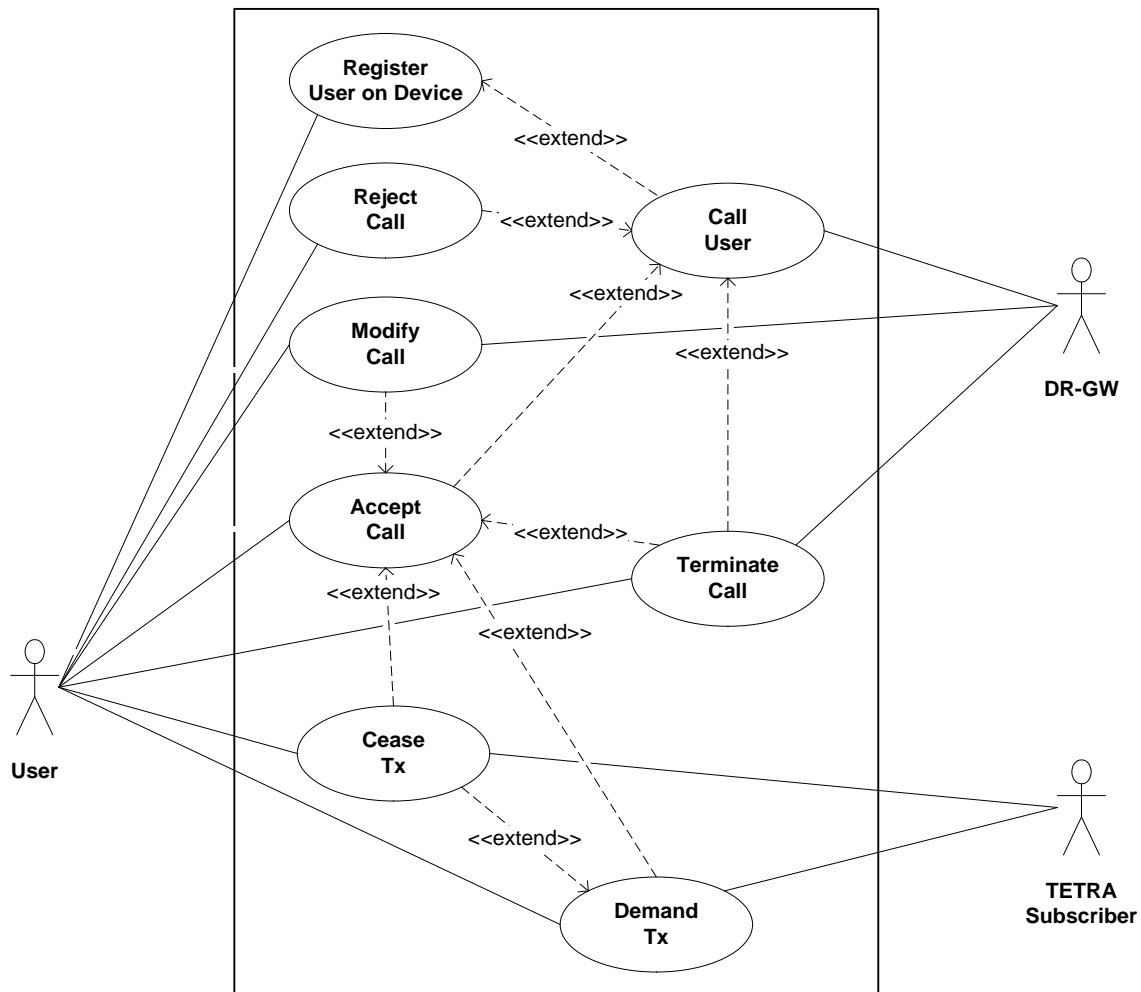 Register
User on Device
<<extend>>
Reject
Call
<<extend>>
Call
User
<<extend>>
Modify
Call
<<extend>>
DR-GW
<<extend>>
Accept
Call
<<extend>>
Terminate
Call
<<extend>>
<<extend>>
User
Cease
Tx
<<extend>>
TETRA
Subscriber
Demand
Tx